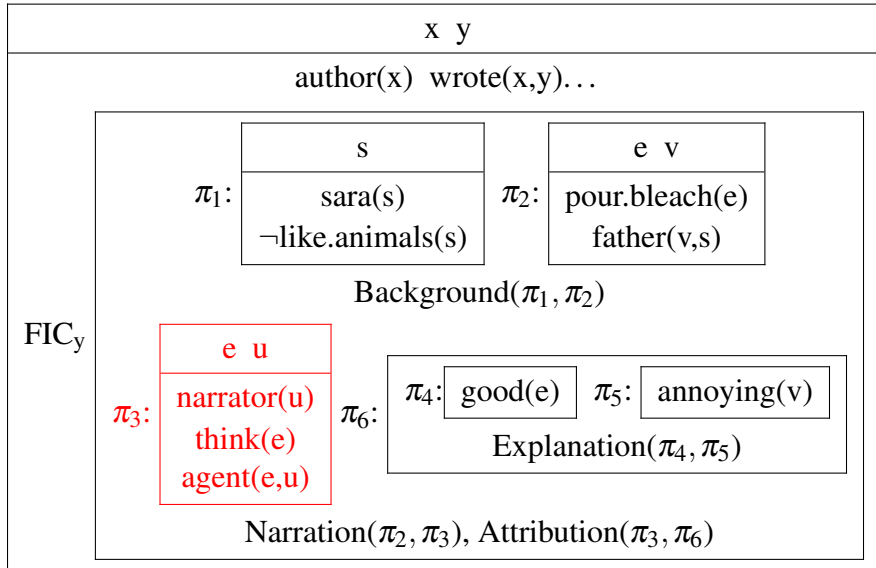 x y
author(x) wrote(x,y)…
FIC_y
π₁:
s
sara(s)
¬like.animals(s)
π₂:
e v
pour.bleach(e)
father(v,s)
Background(π₁, π₂)
π₃:
e u
narrator(u)
think(e)
agent(e,u)
π₆:
π₄: good(e) π₅: annoying(v)
Explanation(π₄, π₅)
Narration(π₂, π₃), Attribution(π₃, π₆)